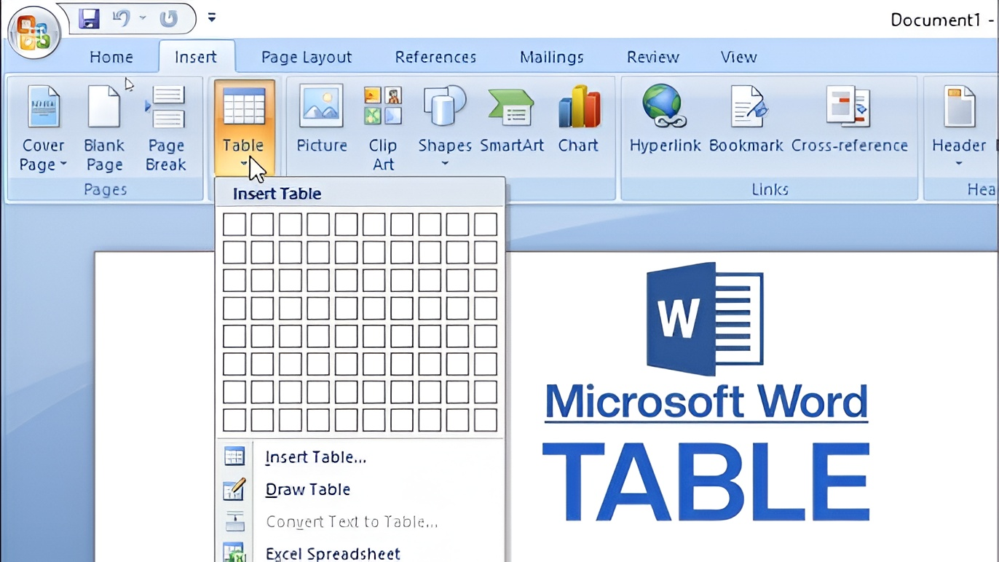 Document1 -
Home Insert Page Layout References Mailings Review View
Cover Page
Blank Page
Page Break
Table
Picture
Clip Art
Shapes
SmartArt
Chart
Hyperlink
Bookmark
Cross-reference
Header
Pages
Links
Insert Table
Insert Table...
Draw Table
Convert Text to Table...
Excel Spreadsheet
W
Microsoft Word
TABLE